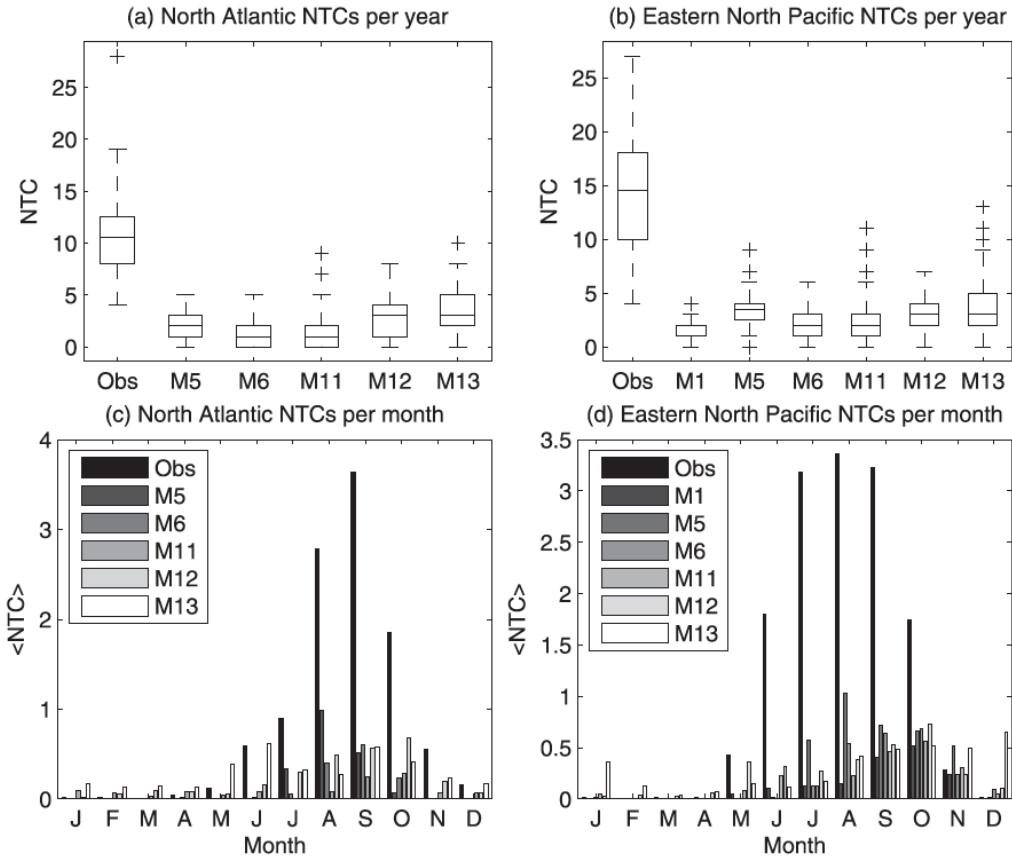 (a) North Atlantic NTCs per year
NTC
25
20
15
10
5
0
Obs M5 M6 M11 M12 M13
(b) Eastern North Pacific NTCs per year
NTC
25
20
15
10
5
0
Obs M1 M5 M6 M11 M12 M13
(c) North Atlantic NTCs per month
<NTC>
4
3
2
1
0
Obs
M5
M6
M11
M12
M13
J F M A M J J A S O N D
Month
(d) Eastern North Pacific NTCs per month
<NTC>
3.5
3
2.5
2
1.5
1
0.5
0
Obs
M1
M5
M6
M11
M12
M13
J F M A M J J A S O N D
Month